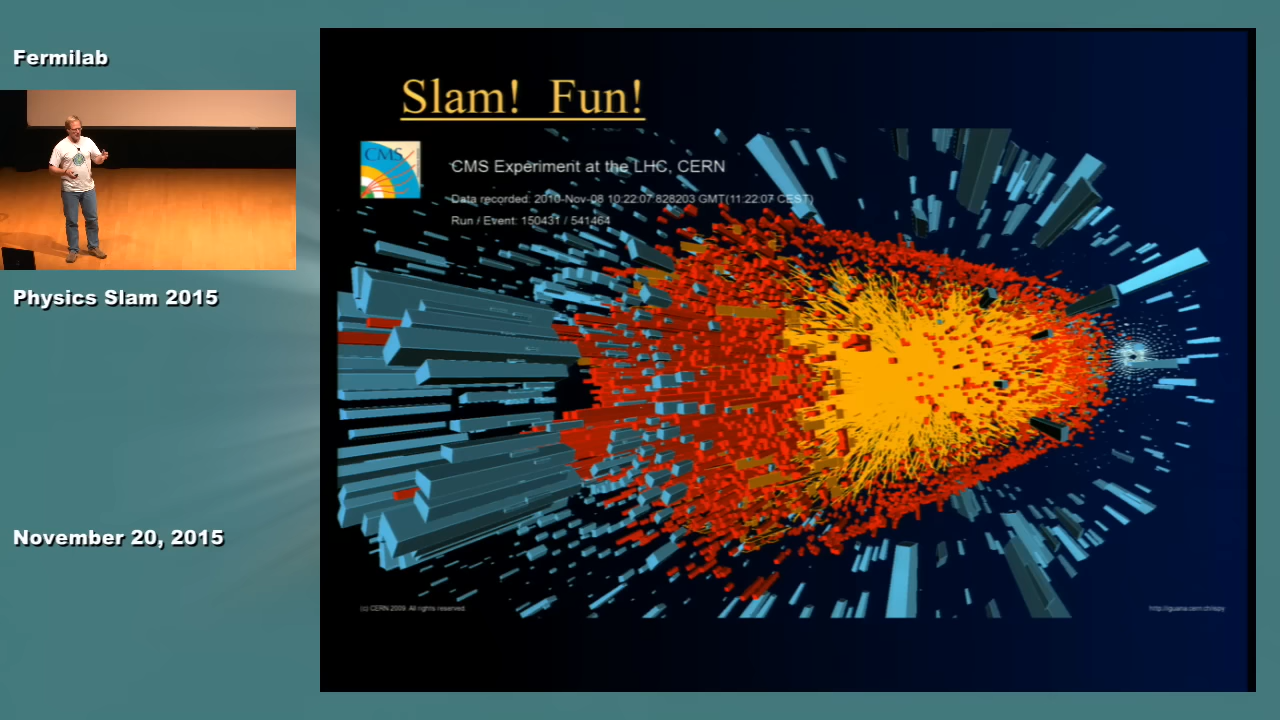 Fermilab
Physics Slam 2015
November 20, 2015
Slam! Fun!
CMS
CMS Experiment at the LHC, CERN
Data recorded: 2010-Nov-08 10:22:07.828203 GMT(11:22:07 CEST)
Run / Event: 150431 / 541464
(c) CERN 2009. All rights reserved.
http://iguana.cern.ch/ispy